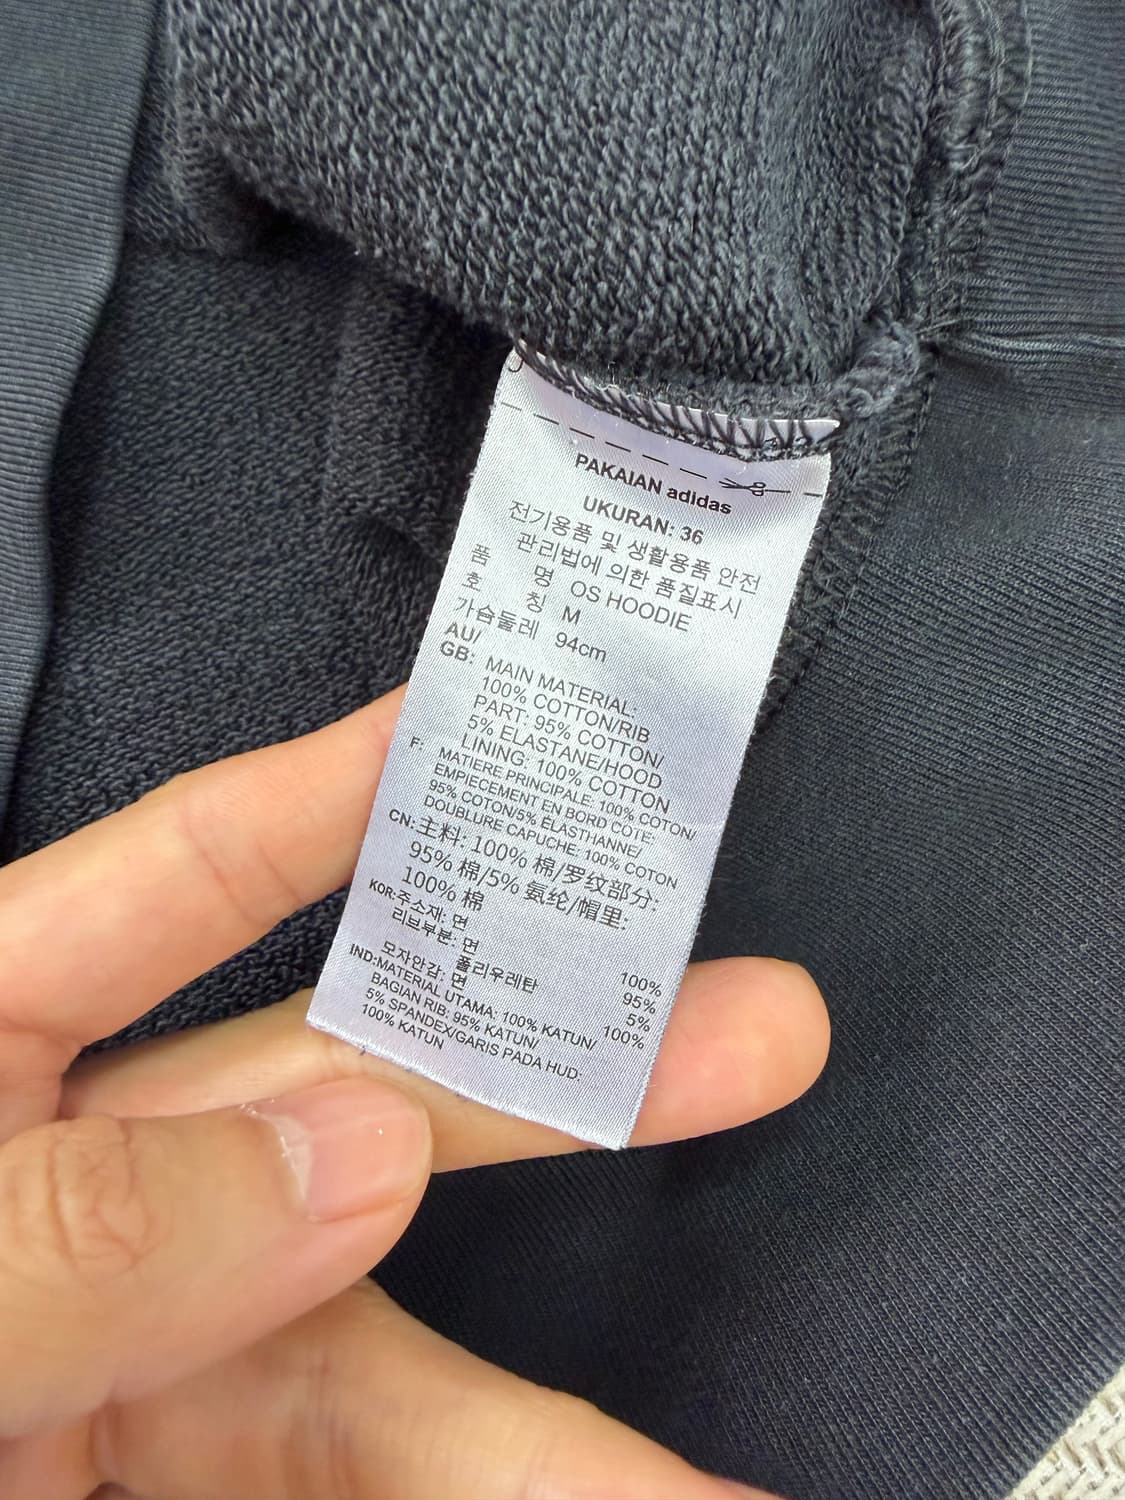 PAKAIAN adidas
UKURAN: 36
전기용품 및 생활용품 안전
관리법에 의한 품질표시
품 명 OS HOODIE
호 칭 M
가슴둘레 94cm
AU/
GB: MAIN MATERIAL:
100% COTTON/RIB
PART: 95% COTTON/
5% ELASTANE/HOOD
LINING: 100% COTTON
F: MATIERE PRINCIPALE: 100% COTON/
EMPIECEMENT EN BORD COTE:
95% COTON/5% ELASTHANNE/
DOUBLURE CAPUCHE: 100% COTON
CN: 主料: 100% 棉/罗纹部分:
95% 棉/5% 氨纶/帽里:
100% 棉
KOR: 주소재: 면 100%
리브부분: 면 95%
폴리우레탄 5%
모자안감: 면 100%
IND: MATERIAL UTAMA: 100% KATUN/
BAGIAN RIB: 95% KATUN/
5% SPANDEX/GARIS PADA HUD:
100% KATUN